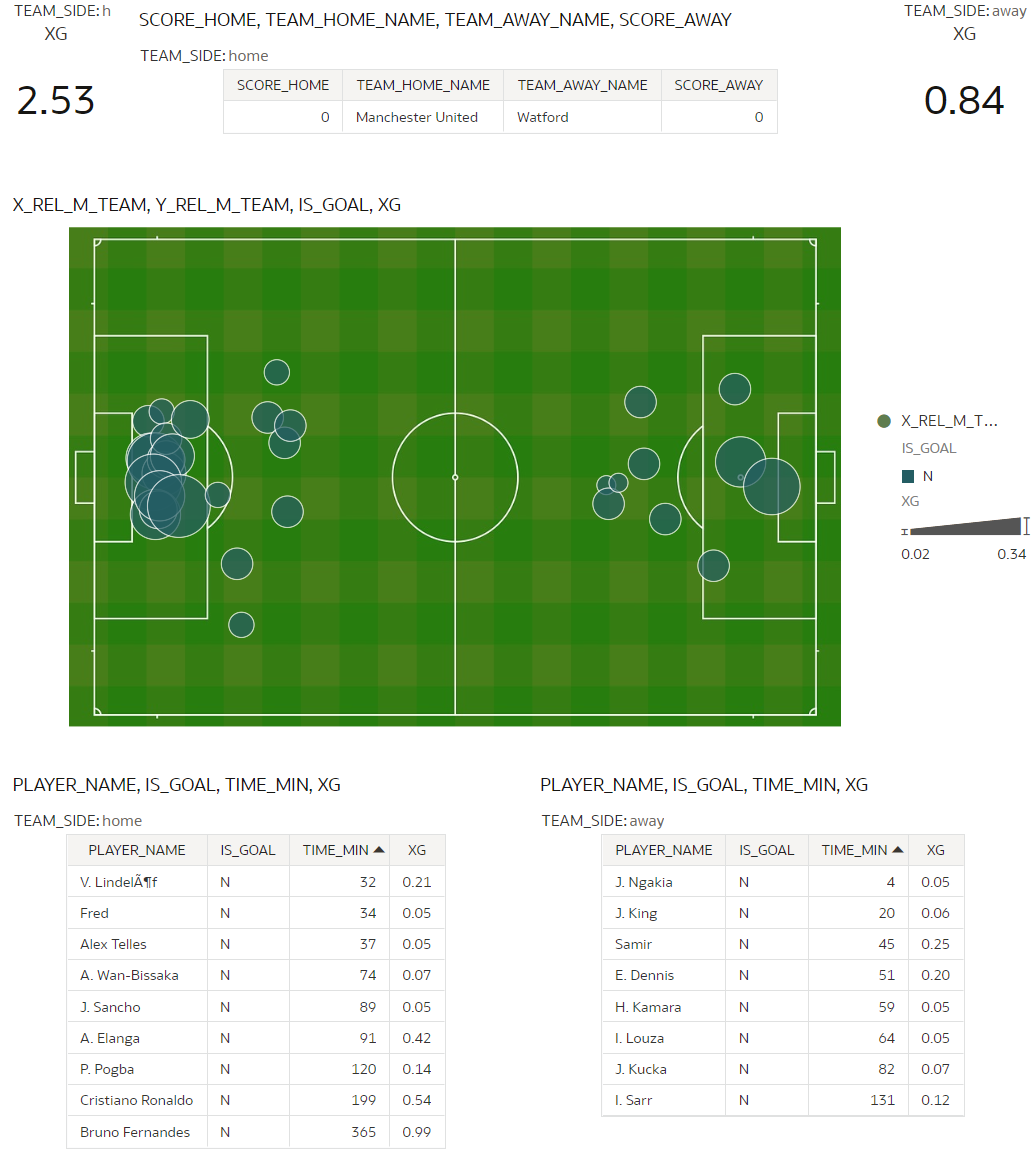 TEAM_SIDE: h
XG
2.53
SCORE_HOME, TEAM_HOME_NAME, TEAM_AWAY_NAME, SCORE_AWAY
TEAM_SIDE: home
SCORE_HOME TEAM_HOME_NAME TEAM_AWAY_NAME SCORE_AWAY
0 Manchester United Watford 0
TEAM_SIDE: away
XG
0.84
X_REL_M_TEAM, Y_REL_M_TEAM, IS_GOAL, XG
X_REL_M_T...
IS_GOAL
N
XG
0.02 0.34
PLAYER_NAME, IS_GOAL, TIME_MIN, XG
TEAM_SIDE: home
PLAYER_NAME IS_GOAL TIME_MIN XG
V. LindelÃ¶f N 32 0.21
Fred N 34 0.05
Alex Telles N 37 0.05
A. Wan-Bissaka N 74 0.07
J. Sancho N 89 0.05
A. Elanga N 91 0.42
P. Pogba N 120 0.14
Cristiano Ronaldo N 199 0.54
Bruno Fernandes N 365 0.99
PLAYER_NAME, IS_GOAL, TIME_MIN, XG
TEAM_SIDE: away
PLAYER_NAME IS_GOAL TIME_MIN XG
J. Ngakia N 4 0.05
J. King N 20 0.06
Samir N 45 0.25
E. Dennis N 51 0.20
H. Kamara N 59 0.05
I. Louza N 64 0.05
J. Kucka N 82 0.07
I. Sarr N 131 0.12